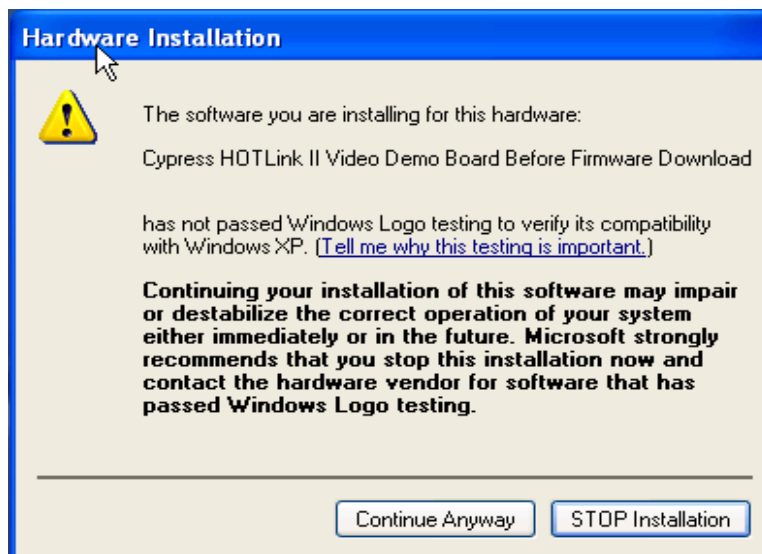 Hardware Installation
The software you are installing for this hardware:
Cypress HOTLink II Video Demo Board Before Firmware Download
has not passed Windows Logo testing to verify its compatibility
with Windows XP. (Tell me why this testing is important.)
Continuing your installation of this software may impair
or destabilize the correct operation of your system
either immediately or in the future. Microsoft strongly
recommends that you stop this installation now and
contact the hardware vendor for software that has
passed Windows Logo testing.
Continue Anyway
STOP Installation